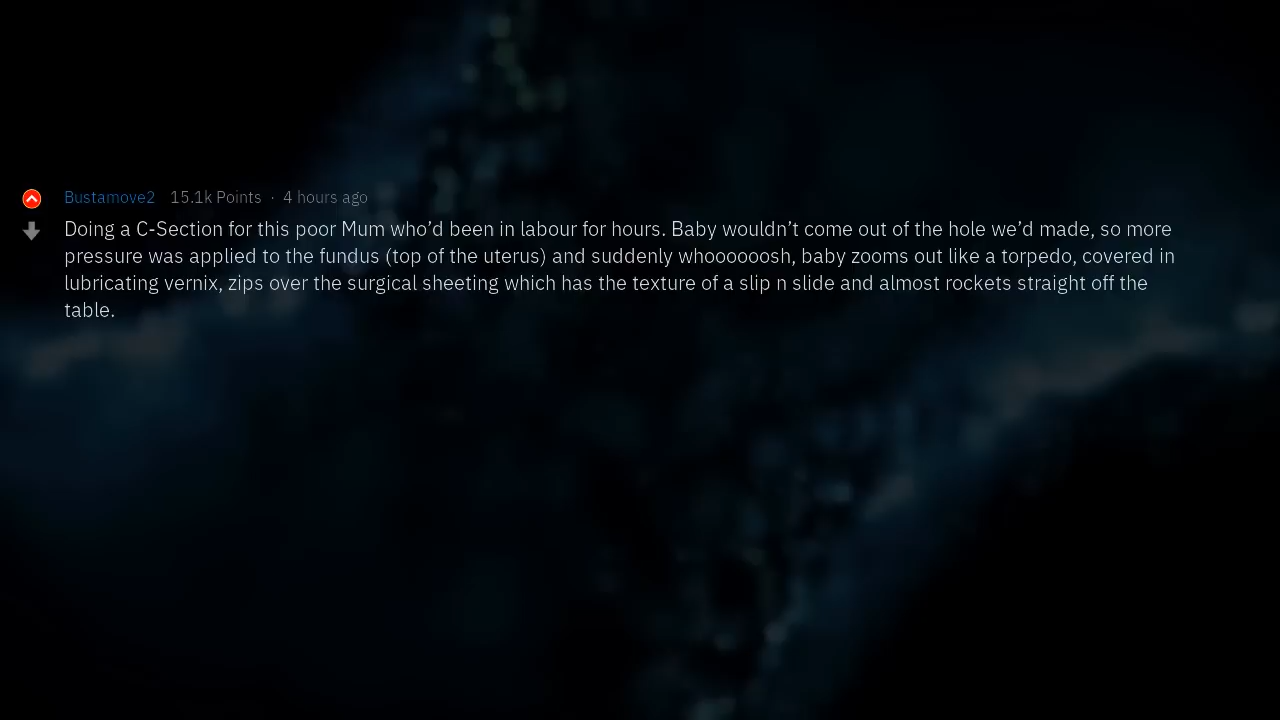 Bustamove2 15.1k Points · 4 hours ago
Doing a C-Section for this poor Mum who’d been in labour for hours. Baby wouldn’t come out of the hole we’d made, so more
pressure was applied to the fundus (top of the uterus) and suddenly whoooooosh, baby zooms out like a torpedo, covered in
lubricating vernix, zips over the surgical sheeting which has the texture of a slip n slide and almost rockets straight off the
table.